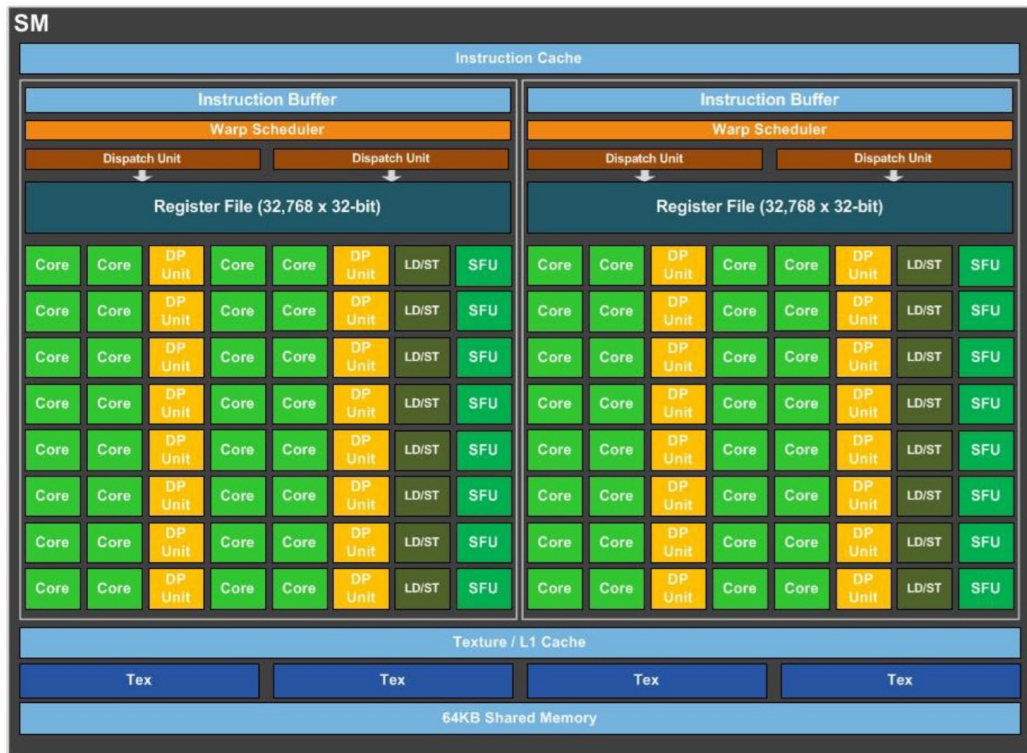 SM
Instruction Cache
Instruction Buffer Instruction Buffer
Warp Scheduler Warp Scheduler
Dispatch Unit Dispatch Unit Dispatch Unit Dispatch Unit
Register File (32,768 x 32-bit) Register File (32,768 x 32-bit)
Core Core DP Unit Core Core DP Unit LD/ST SFU Core Core DP Unit Core Core DP Unit LD/ST SFU
Core Core DP Unit Core Core DP Unit LD/ST SFU Core Core DP Unit Core Core DP Unit LD/ST SFU
Core Core DP Unit Core Core DP Unit LD/ST SFU Core Core DP Unit Core Core DP Unit LD/ST SFU
Core Core DP Unit Core Core DP Unit LD/ST SFU Core Core DP Unit Core Core DP Unit LD/ST SFU
Core Core DP Unit Core Core DP Unit LD/ST SFU Core Core DP Unit Core Core DP Unit LD/ST SFU
Core Core DP Unit Core Core DP Unit LD/ST SFU Core Core DP Unit Core Core DP Unit LD/ST SFU
Core Core DP Unit Core Core DP Unit LD/ST SFU Core Core DP Unit Core Core DP Unit LD/ST SFU
Core Core DP Unit Core Core DP Unit LD/ST SFU Core Core DP Unit Core Core DP Unit LD/ST SFU
Texture / L1 Cache
Tex Tex Tex Tex
64KB Shared Memory